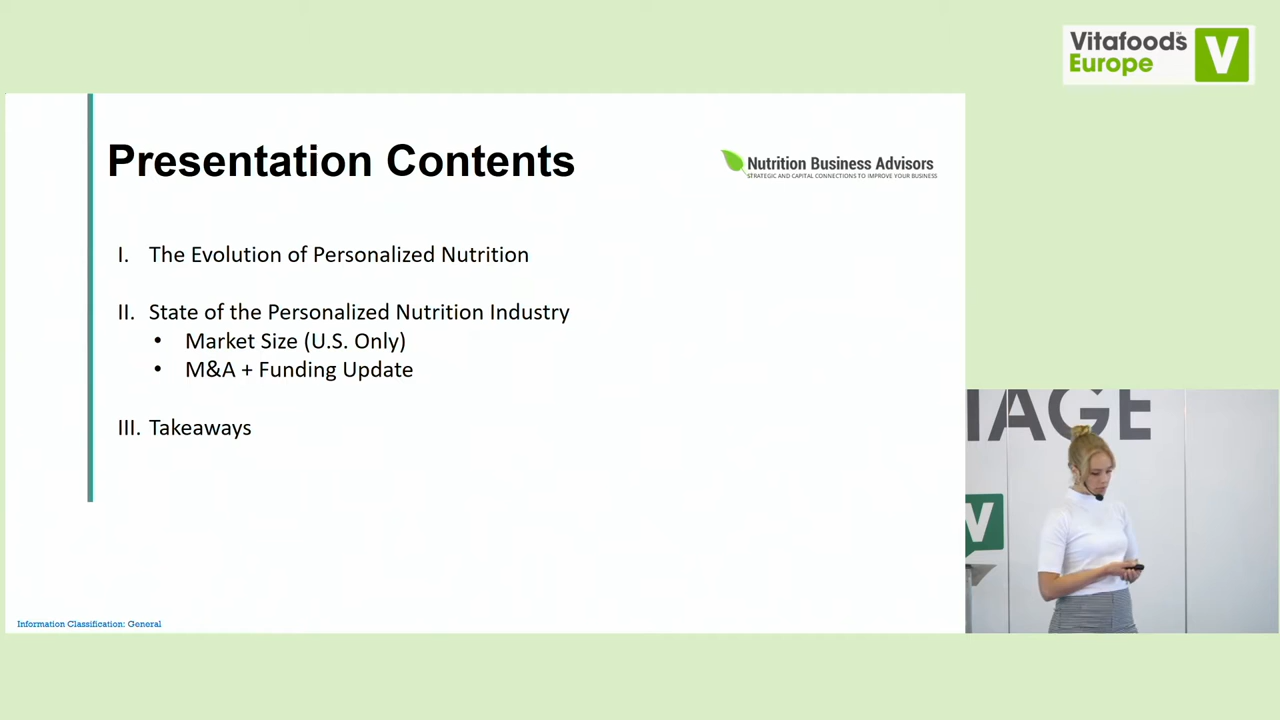 Vitafoods
Europe
V
Presentation Contents
Nutrition Business Advisors
STRATEGIC AND CAPITAL CONNECTIONS TO IMPROVE YOUR BUSINESS
I. The Evolution of Personalized Nutrition
II. State of the Personalized Nutrition Industry
• Market Size (U.S. Only)
• M&A + Funding Update
III. Takeaways
Information Classification: General
AGE
V